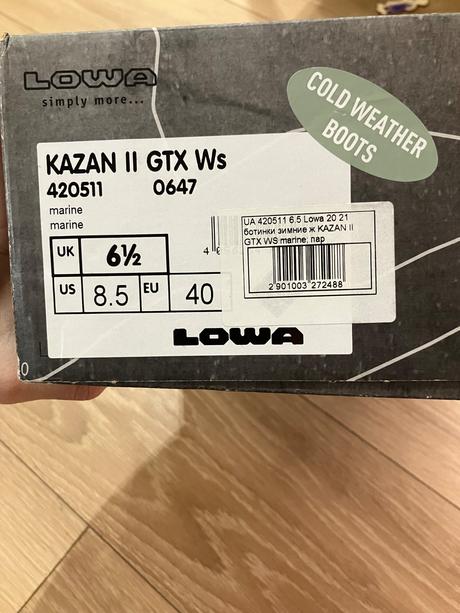 LOWA
simply more...
COLD WEATHER
BOOTS
KAZAN II GTX Ws
420511 0647
marine
marine
UK 6½
US 8.5 EU 40
UA 420511 6,5 Lowa 20 21
ботинки зимние ж KAZAN II
GTX WS marine, пар
2 901003 272488
LOWA